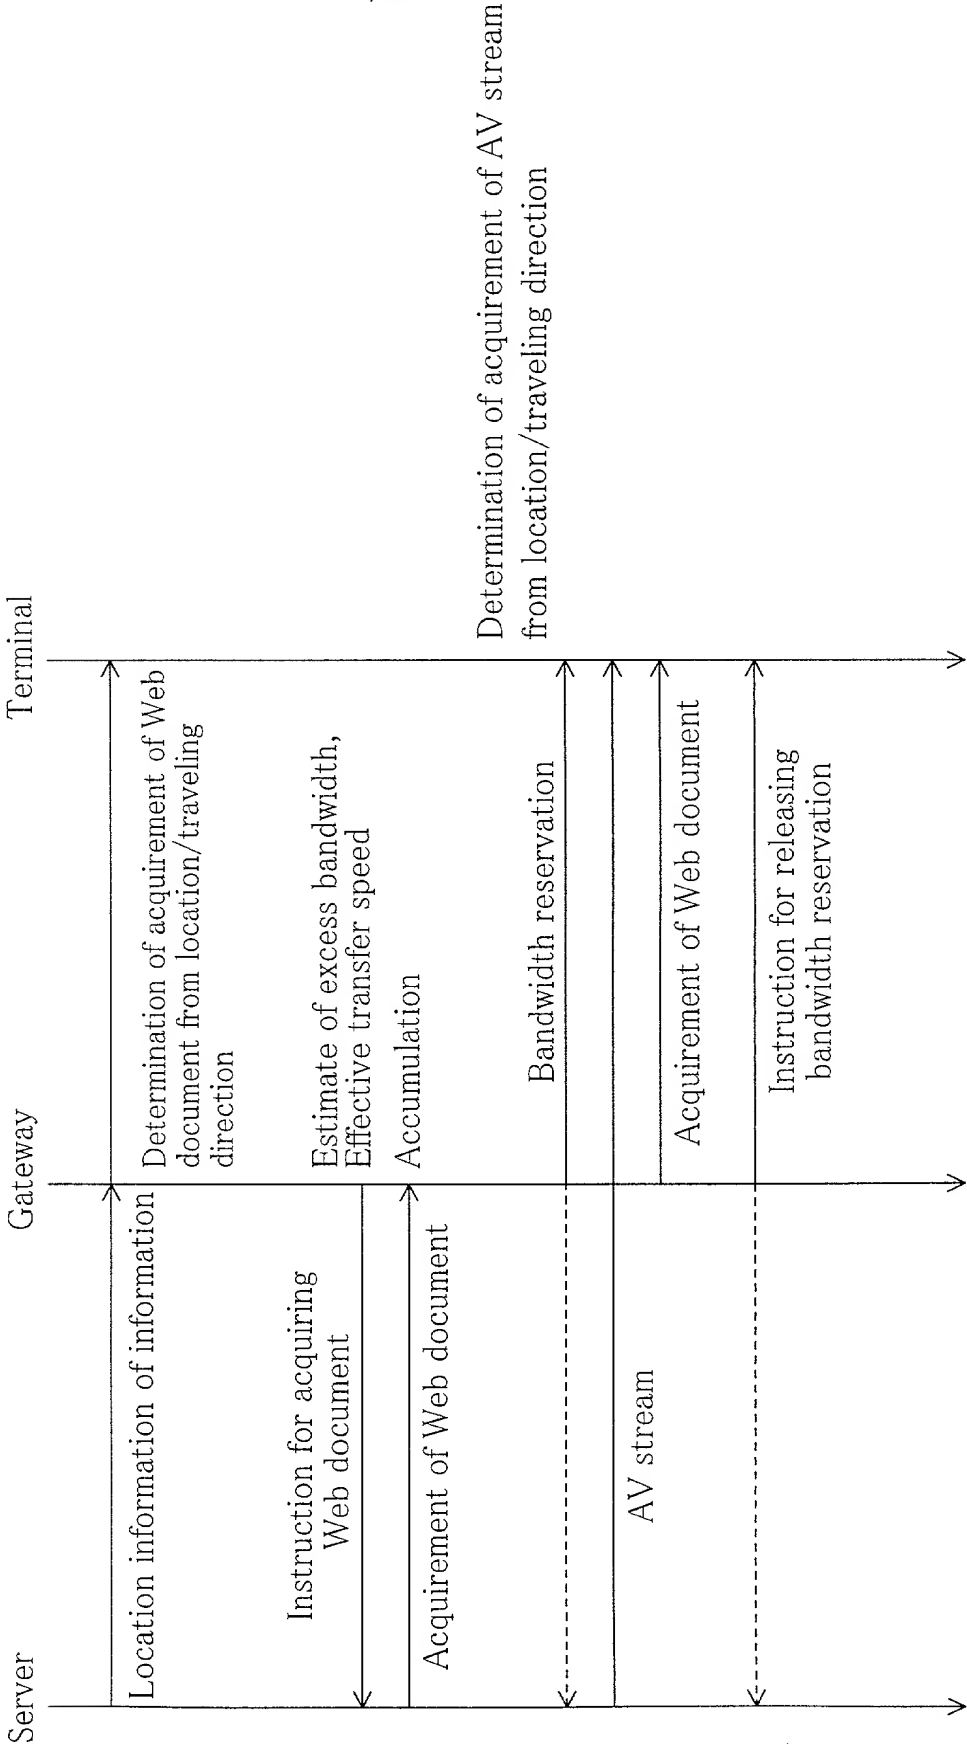 Server
Gateway
Terminal
Location information of information
Determination of acquirement of Web
document from location/traveling
direction
Instruction for acquiring
Web document
Estimate of excess bandwidth,
Effective transfer speed
Acquirement of Web document
Accumulation
Determination of acquirement of AV stream
from location/traveling direction
Bandwidth reservation
AV stream
Acquirement of Web document
Instruction for releasing
bandwidth reservation